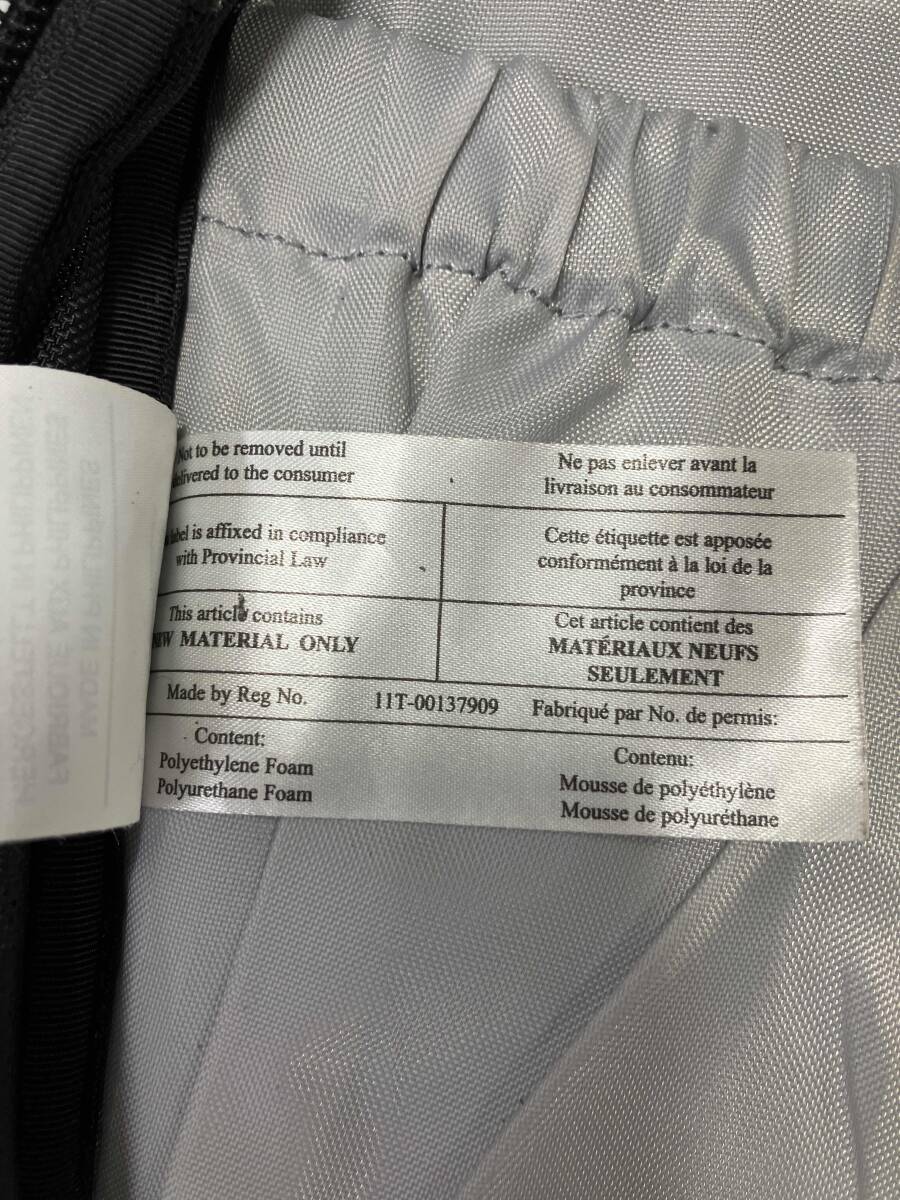 Not to be removed until
delivered to the consumer
Ne pas enlever avant la
livraison au consommateur
label is affixed in compliance
with Provincial Law
Cette étiquette est apposée
conformément à la loi de la
province
This article contains
NEW MATERIAL ONLY
Cet article contient des
MATÉRIAUX NEUFS
SEULEMENT
Made by Reg No. 11T-00137909 Fabriqué par No. de permis:
Content:
Polyethylene Foam
Polyurethane Foam
Contenu:
Mousse de polyéthylène
Mousse de polyuréthane